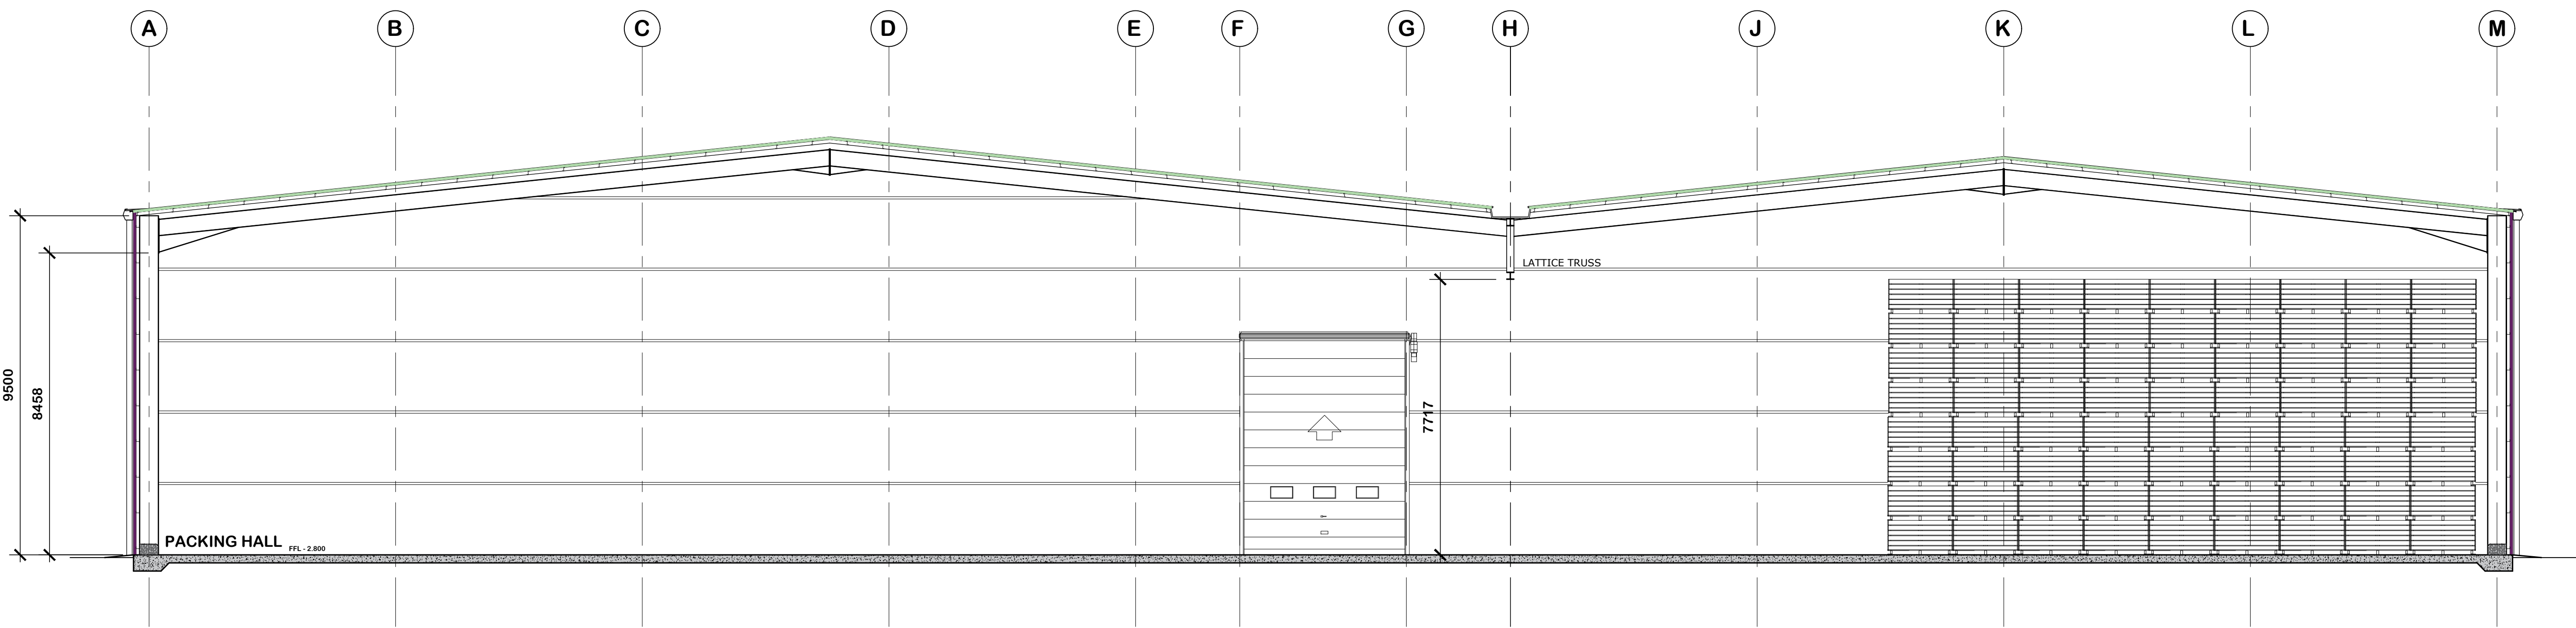 A B C D E F G H J K L M
LATTICE TRUSS
9500
8458
7717
PACKING HALL
FFL - 2.800